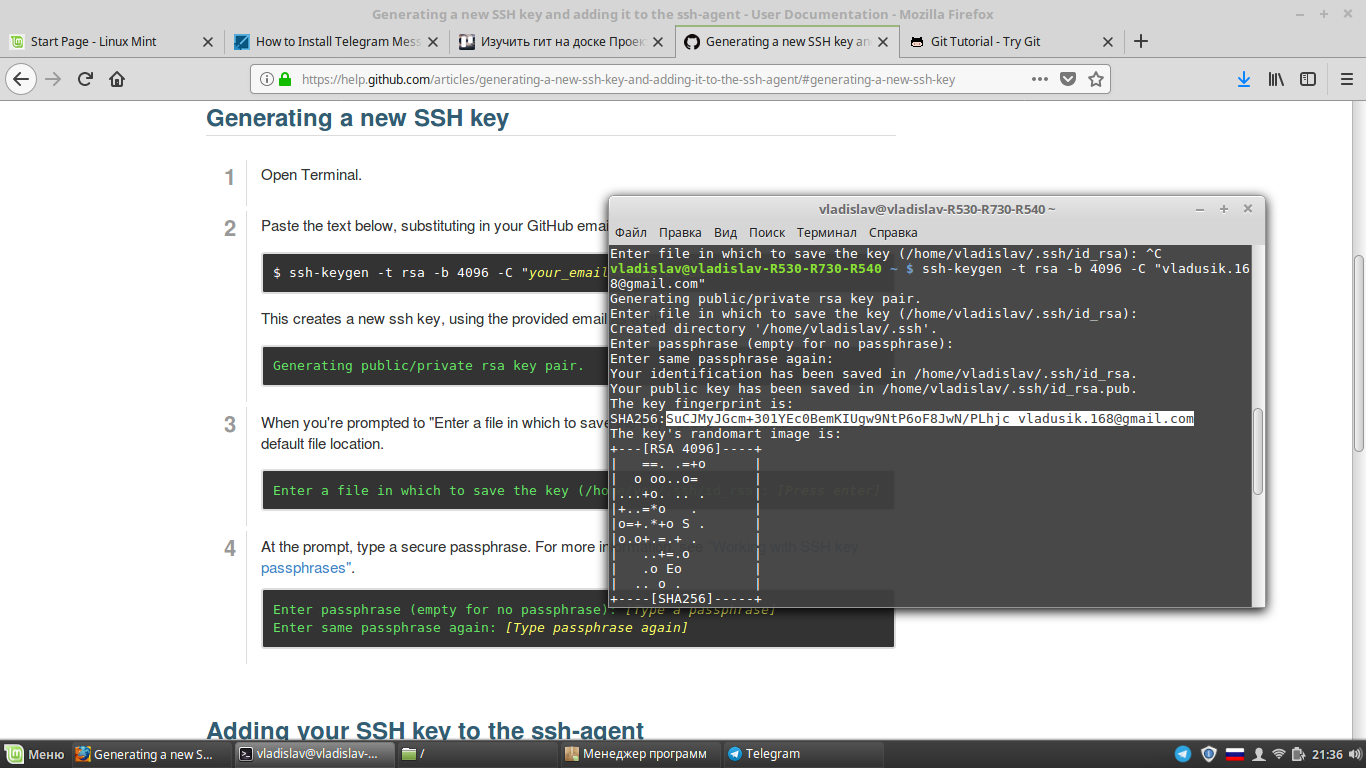 Generating a new SSH key and adding it to the ssh-agent - User Documentation - Mozilla Firefox
Start Page - Linux Mint
How to Install Telegram Mess
Изучить гит на доске Проек
Generating a new SSH key an
Git Tutorial - Try Git
https://help.github.com/articles/generating-a-new-ssh-key-and-adding-it-to-the-ssh-agent/#generating-a-new-ssh-key
Generating a new SSH key
1
Open Terminal.
2
Paste the text below, substituting in your GitHub emai
$ ssh-keygen -t rsa -b 4096 -C "your_email
This creates a new ssh key, using the provided email
Generating public/private rsa key pair.
3
When you're prompted to "Enter a file in which to save
default file location.
Enter a file in which to save the key (/ho
[Press enter]
4
At the prompt, type a secure passphrase. For more in
"Working with SSH key
passphrases".
Enter passphrase (empty for no passphrase): [Type a passphrase]
Enter same passphrase again: [Type passphrase again]
Adding your SSH key to the ssh-agent
vladislav@vladislav-R530-R730-R540 ~
Файл Правка Вид Поиск Терминал Справка
Enter file in which to save the key (/home/vladislav/.ssh/id_rsa): ^C
vladislav@vladislav-R530-R730-R540 ~ $ ssh-keygen -t rsa -b 4096 -C "vladusik.16
8@gmail.com"
Generating public/private rsa key pair.
Enter file in which to save the key (/home/vladislav/.ssh/id_rsa):
Created directory '/home/vladislav/.ssh'.
Enter passphrase (empty for no passphrase):
Enter same passphrase again:
Your identification has been saved in /home/vladislav/.ssh/id_rsa.
Your public key has been saved in /home/vladislav/.ssh/id_rsa.pub.
The key fingerprint is:
SHA256:SuCJMyJGcm+301YEc0BemKIUgw9NtP6oF8JwN/PLhjc vladusik.168@gmail.com
The key's randomart image is:
+---[RSA 4096]----+
|   ==. .=+o      |
|  o oo..o=       |
|...+o. .. .      |
|+..=*o   .       |
|o=+.*+o S .      |
|o.o+.=.+ .       |
|   ..+=.o        |
|   .o Eo         |
|  .. o .         |
+----[SHA256]-----+
Меню
Generating a new S...
vladislav@vladislav-...
/
Менеджер программ
Telegram
21:36